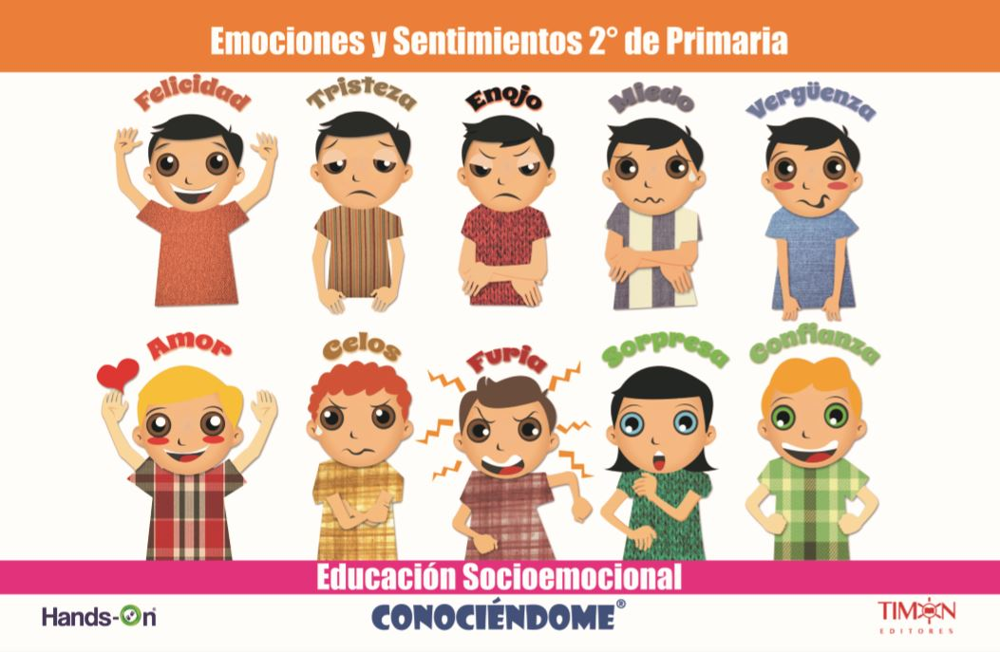 Emociones y Sentimientos 2° de Primaria
Felicidad Tristeza Enojo Miedo Vergüenza
Amor Celos Furia Sorpresa Confianza
Educación Socioemocional
Hands-On CONOCIÉNDOME® TIMON
EDITORES